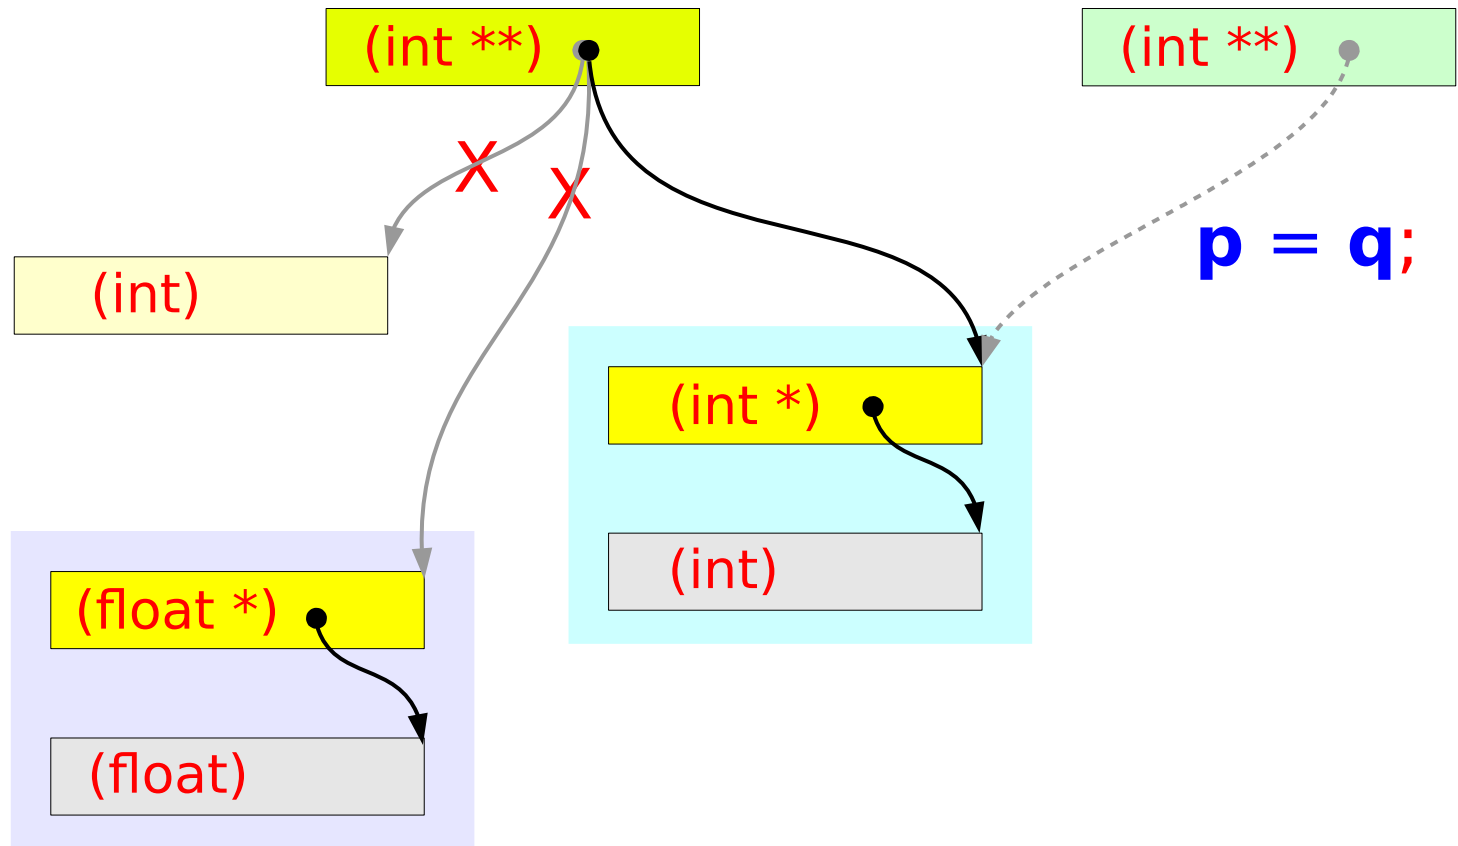 (int **)
(int **)
X
X
p = q;
(int)
(int *)
(int)
(float *)
(float)